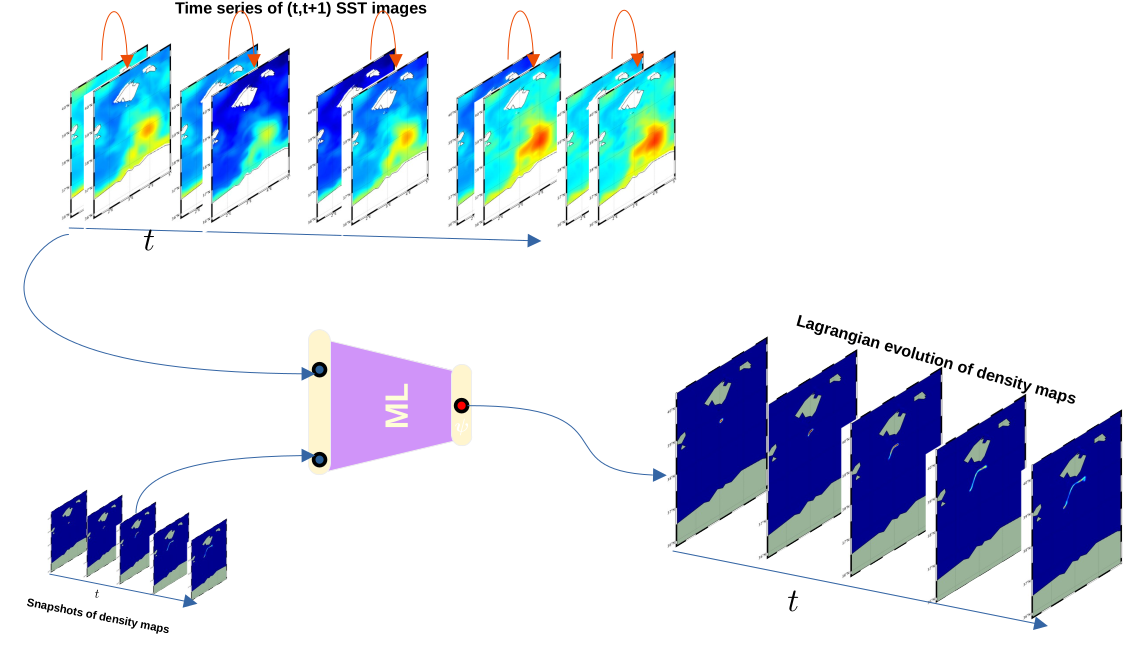 Time series of (t,t+1) SST images
t
Lagrangian evolution of density maps
ML
t
Snapshots of density maps
t